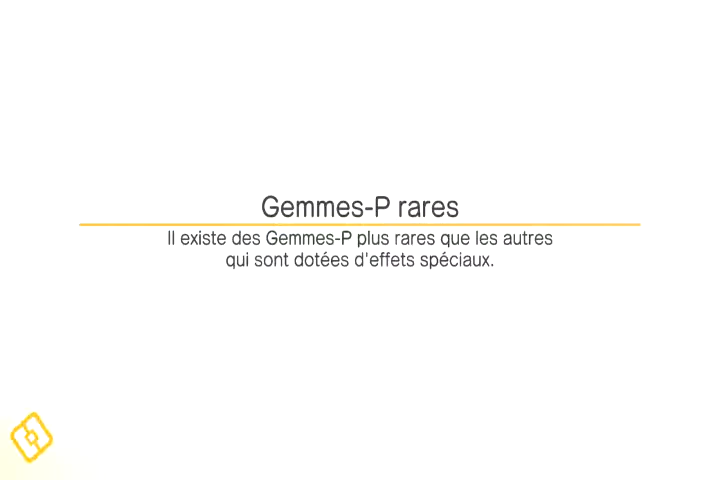 Gemmes-P rares
Il existe des Gemmes-P plus rares que les autres
qui sont dotées d'effets spéciaux.